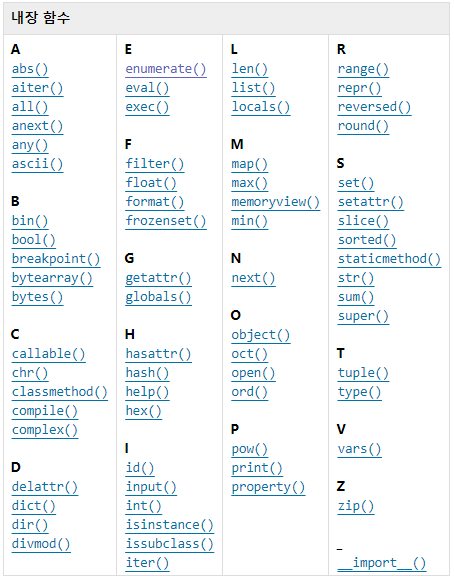 내장 함수
A
abs()
aiter()
all()
anext()
any()
ascii()
B
bin()
bool()
breakpoint()
bytearray()
bytes()
C
callable()
chr()
classmethod()
compile()
complex()
D
delattr()
dict()
dir()
divmod()
E
enumerate()
eval()
exec()
F
filter()
float()
format()
frozenset()
G
getattr()
globals()
H
hasattr()
hash()
help()
hex()
I
id()
input()
int()
isinstance()
issubclass()
iter()
L
len()
list()
locals()
M
map()
max()
memoryview()
min()
N
next()
O
object()
oct()
open()
ord()
P
pow()
print()
property()
R
range()
repr()
reversed()
round()
S
set()
setattr()
slice()
sorted()
staticmethod()
str()
sum()
super()
T
tuple()
type()
V
vars()
Z
zip()
_
__import__()